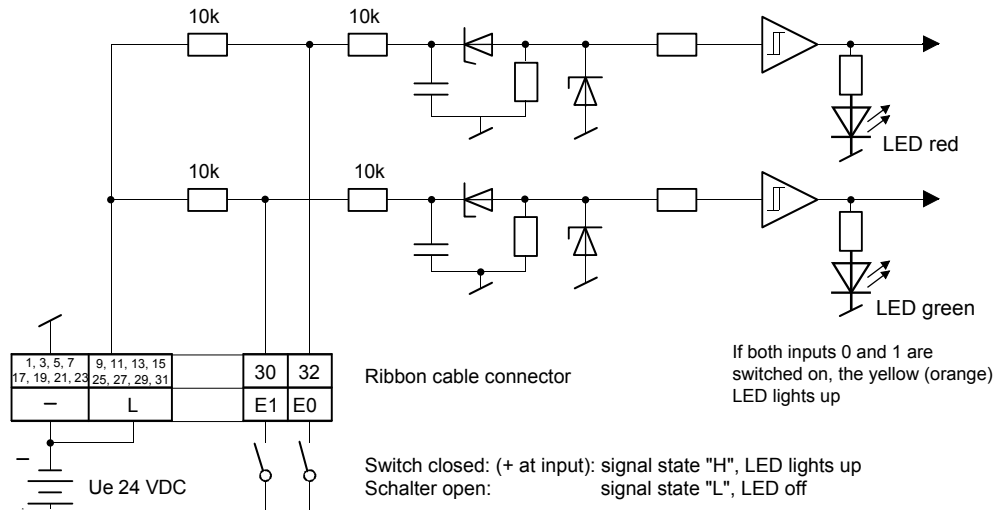 10k
10k
LED red
10k
10k
LED green
1, 3, 5, 7
17, 19, 21, 23
9, 11, 13, 15
25, 27, 29, 31
30
32
Ribbon cable connector
If both inputs 0 and 1 are
switched on, the yellow (orange)
LED lights up
–
L
E1
E0
–
Ue 24 VDC
Switch closed: (+ at input): signal state "H", LED lights up
Schalter open: signal state "L", LED off